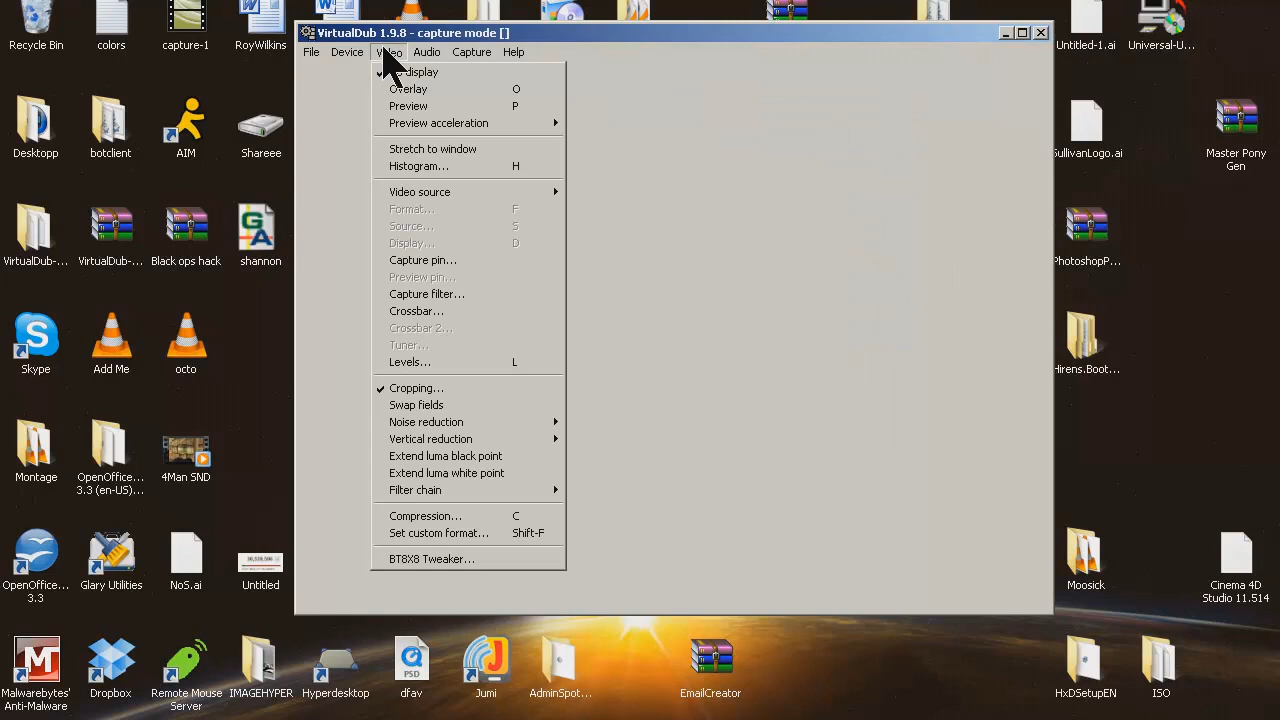 VirtualDub 1.9.8 - capture mode []
File Device Video Audio Capture Help
display
Overlay O
Preview P
Preview acceleration
Stretch to window
Histogram... H
Video source
Format... F
Source... S
Display... D
Capture pin...
Preview pin...
Capture filter...
Crossbar...
Crossbar 2...
Tuner...
Levels... L
Cropping...
Swap fields
Noise reduction
Vertical reduction
Extend luma black point
Extend luma white point
Filter chain
Compression... C
Set custom format... Shift-F
BT8X8 Tweaker...
Recycle Bin
colors
capture-1
RoyWilkins
Untitled-1.ai
Universal-U...
Desktopp
botclient
AIM
Shareee
SullivanLogo.ai
Master Pony
Gen
VirtualDub-...
VirtualDub-...
Black ops hack
shannon
PhotoshopP...
Skype
Add Me
octo
Hirens.Boot...
Montage
OpenOffice...
3.3 (en-US)...
4Man SND
OpenOffice...
3.3
Glary Utilities
NoS.ai
Untitled
Moosick
Cinema 4D
Studio 11.514
Malwarebytes'
Anti-Malware
Dropbox
Remote Mouse
Server
IMAGEHYPER
Hyperdesktop
PSD
dfav
Jumi
AdminSpot...
EmailCreator
HxDSetupEN
ISO